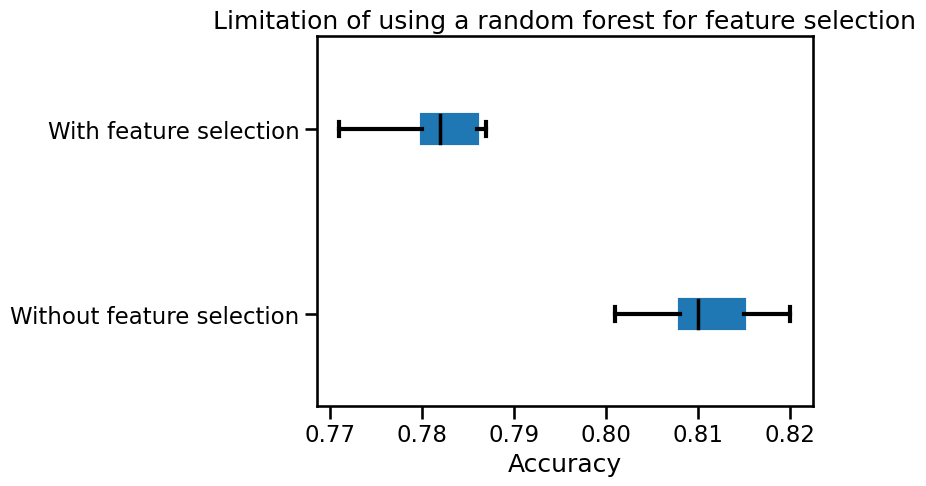 Limitation of using a random forest for feature selection
With feature selection
Without feature selection
0.77 0.78 0.79 0.80 0.81 0.82
Accuracy